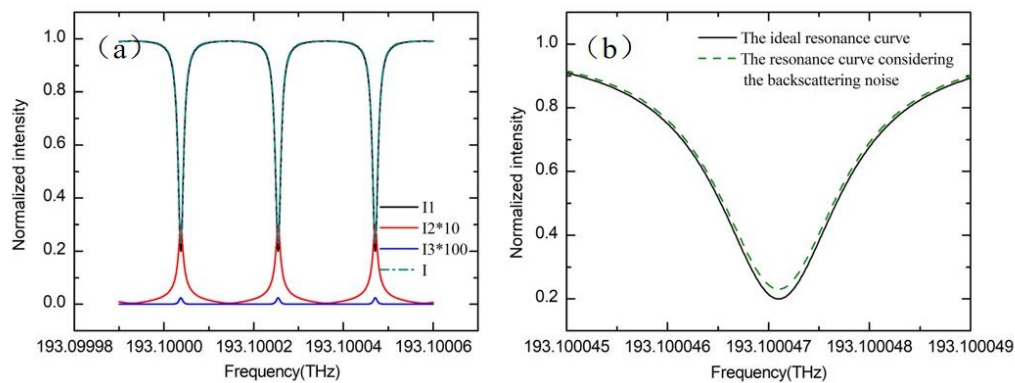 (a)
1.0
0.8
0.6
0.4
0.2
0.0
Normalized intensity
I1
I2*10
I3*100
I
193.09998 193.10000 193.10002 193.10004 193.10006
Frequency(THz)
(b)
The ideal resonance curve
The resonance curve considering
the backscattering noise
1.0
0.8
0.6
0.4
0.2
Normalized intensity
193.100045 193.100046 193.100047 193.100048 193.100049
Frequency(THz)